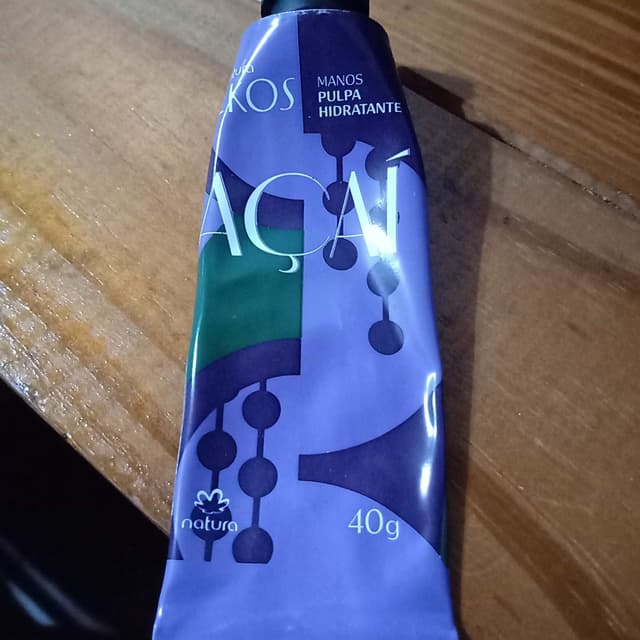 KOS
MANOS
PULPA
HIDRATANTE
AÇAÍ
natura
40g